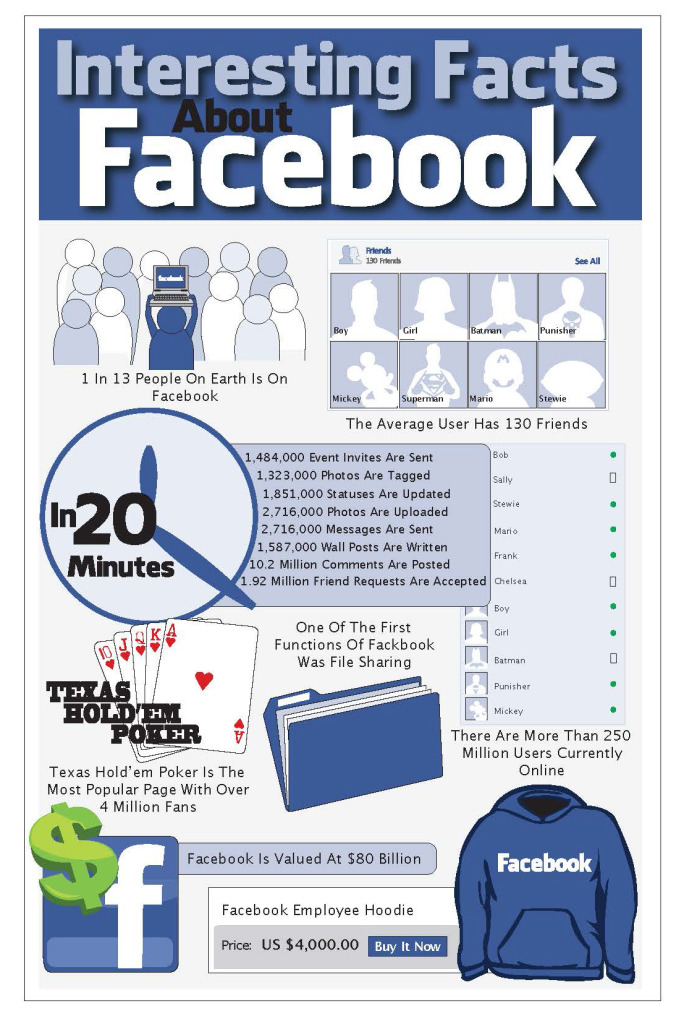 Interesting Facts
About
Facebook
facebook
Friends
130 Friends
See All
Boy
Girl
Batman
Punisher
Mickey
Superman
Mario
Stewie
1 In 13 People On Earth Is On
Facebook
The Average User Has 130 Friends
In 20
Minutes
1,484,000 Event Invites Are Sent
1,323,000 Photos Are Tagged
1,851,000 Statuses Are Updated
2,716,000 Photos Are Uploaded
2,716,000 Messages Are Sent
1,587,000 Wall Posts Are Written
10.2 Million Comments Are Posted
1.92 Million Friend Requests Are Accepted
Bob
Sally
Stewie
Mario
Frank
Chelsea
Boy
Girl
Batman
Punisher
Mickey
10 J Q K A
A
TEXAS
HOLD'EM
POKER
One Of The First
Functions Of Fackbook
Was File Sharing
There Are More Than 250
Million Users Currently
Online
Texas Hold'em Poker Is The
Most Popular Page With Over
4 Million Fans
$
f
Facebook Is Valued At $80 Billion
Facebook
Facebook Employee Hoodie
Price: US $4,000.00 Buy It Now